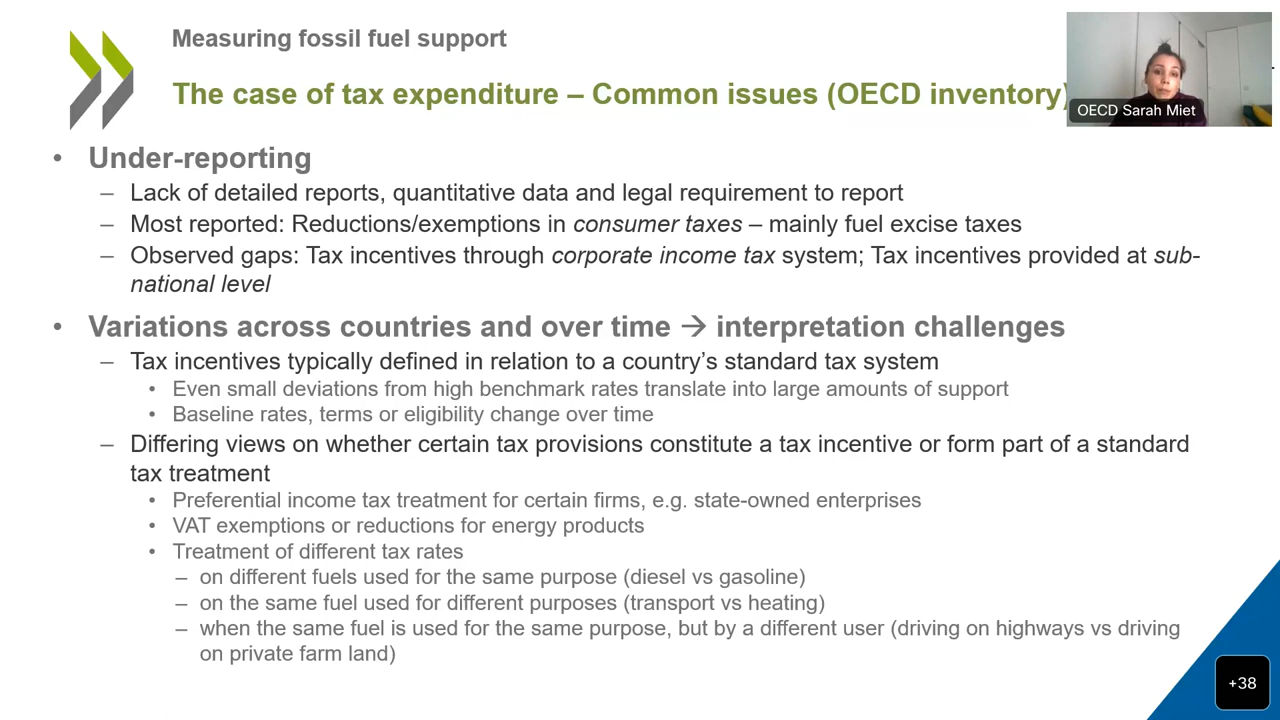 Measuring fossil fuel support
The case of tax expenditure – Common issues (OECD inventory)
OECD Sarah Miet
• Under-reporting
– Lack of detailed reports, quantitative data and legal requirement to report
– Most reported: Reductions/exemptions in consumer taxes – mainly fuel excise taxes
– Observed gaps: Tax incentives through corporate income tax system; Tax incentives provided at sub-
national level
• Variations across countries and over time → interpretation challenges
– Tax incentives typically defined in relation to a country’s standard tax system
• Even small deviations from high benchmark rates translate into large amounts of support
• Baseline rates, terms or eligibility change over time
– Differing views on whether certain tax provisions constitute a tax incentive or form part of a standard
tax treatment
• Preferential income tax treatment for certain firms, e.g. state-owned enterprises
• VAT exemptions or reductions for energy products
• Treatment of different tax rates
– on different fuels used for the same purpose (diesel vs gasoline)
– on the same fuel used for different purposes (transport vs heating)
– when the same fuel is used for the same purpose, but by a different user (driving on highways vs driving
on private farm land)
+38